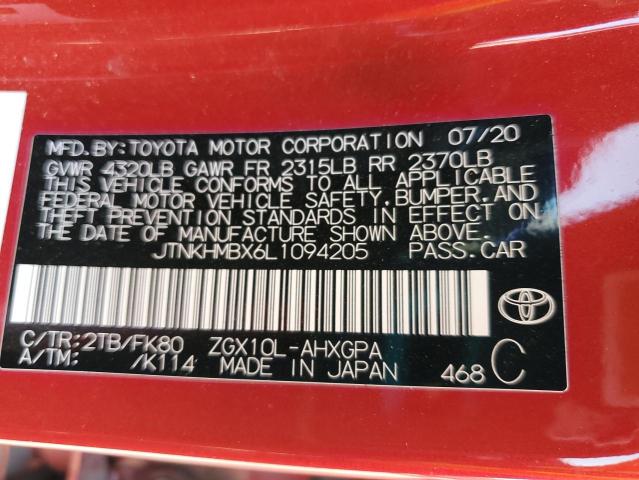 MFD.BY:TOYOTA MOTOR CORPORATION 07/20
GVWR 4320LB GAWR FR 2315LB RR 2370LB
THIS VEHICLE CONFORMS TO ALL APPLICABLE
FEDERAL MOTOR VEHICLE SAFETY,BUMPER,AND
THEFT PREVENTION STANDARDS IN EFFECT ON
THE DATE OF MANUFACTURE SHOWN ABOVE.
JTNKHMBX6L1094205 PASS.CAR
C/TR:2TB/FK80 ZGX10L-AHXGPA
A/TM: /K114 MADE IN JAPAN 468 C